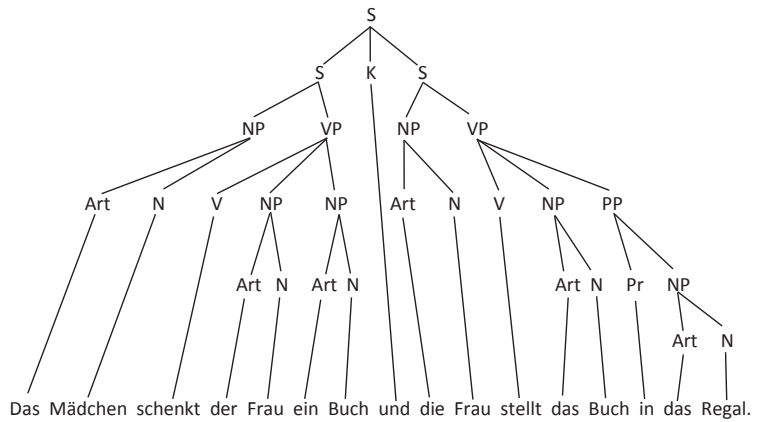 S
S K S
NP VP NP VP
Art N V NP NP Art N V NP PP
Art N Art N Art N Pr NP
Art N
Das Mädchen schenkt der Frau ein Buch und die Frau stellt das Buch in das Regal.